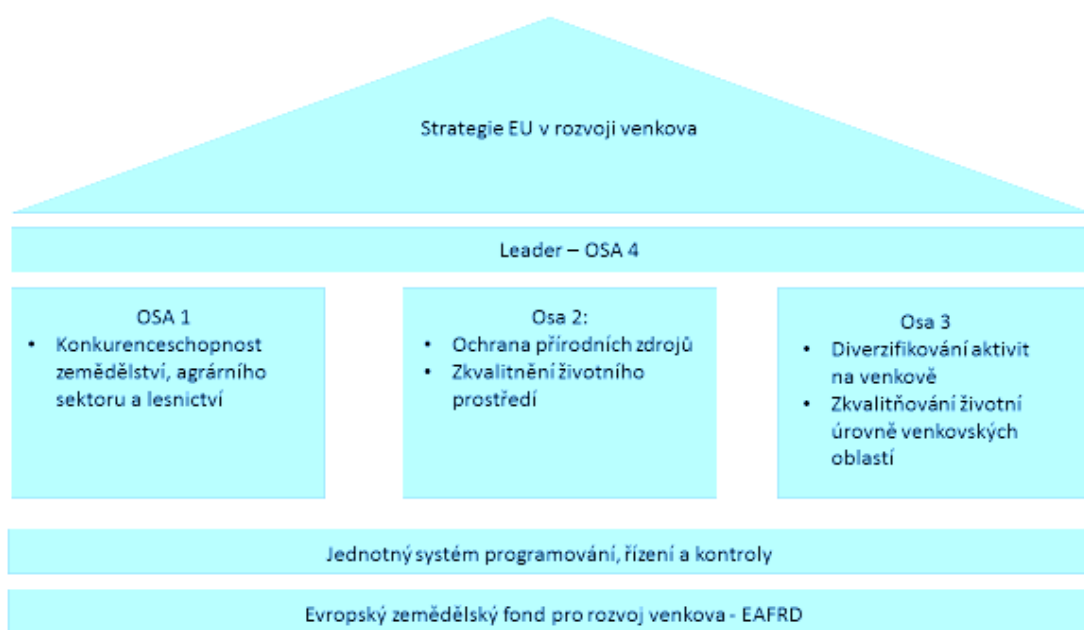 Strategie EU v rozvoji venkova
Leader – OSA 4
OSA 1
• Konkurenceschopnost
zemědělství, agrárního
sektoru a lesnictví
Osa 2:
• Ochrana přírodních zdrojů
• Zkvalitnění životního
prostředí
Osa 3
• Diverzifikování aktivit
na venkově
• Zkvalitňování životní
úrovně venkovských
oblastí
Jednotný systém programování, řízení a kontroly
Evropský zemědělský fond pro rozvoj venkova - EAFRD